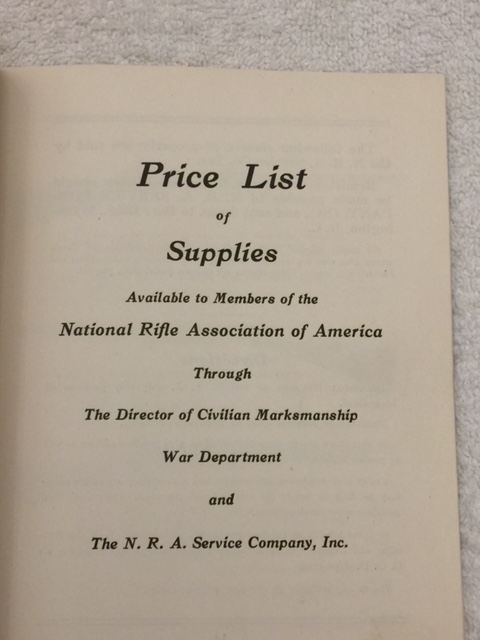 Price List
of
Supplies
Available to Members of the
National Rifle Association of America
Through
The Director of Civilian Marksmanship
War Department
and
The N. R. A. Service Company, Inc.